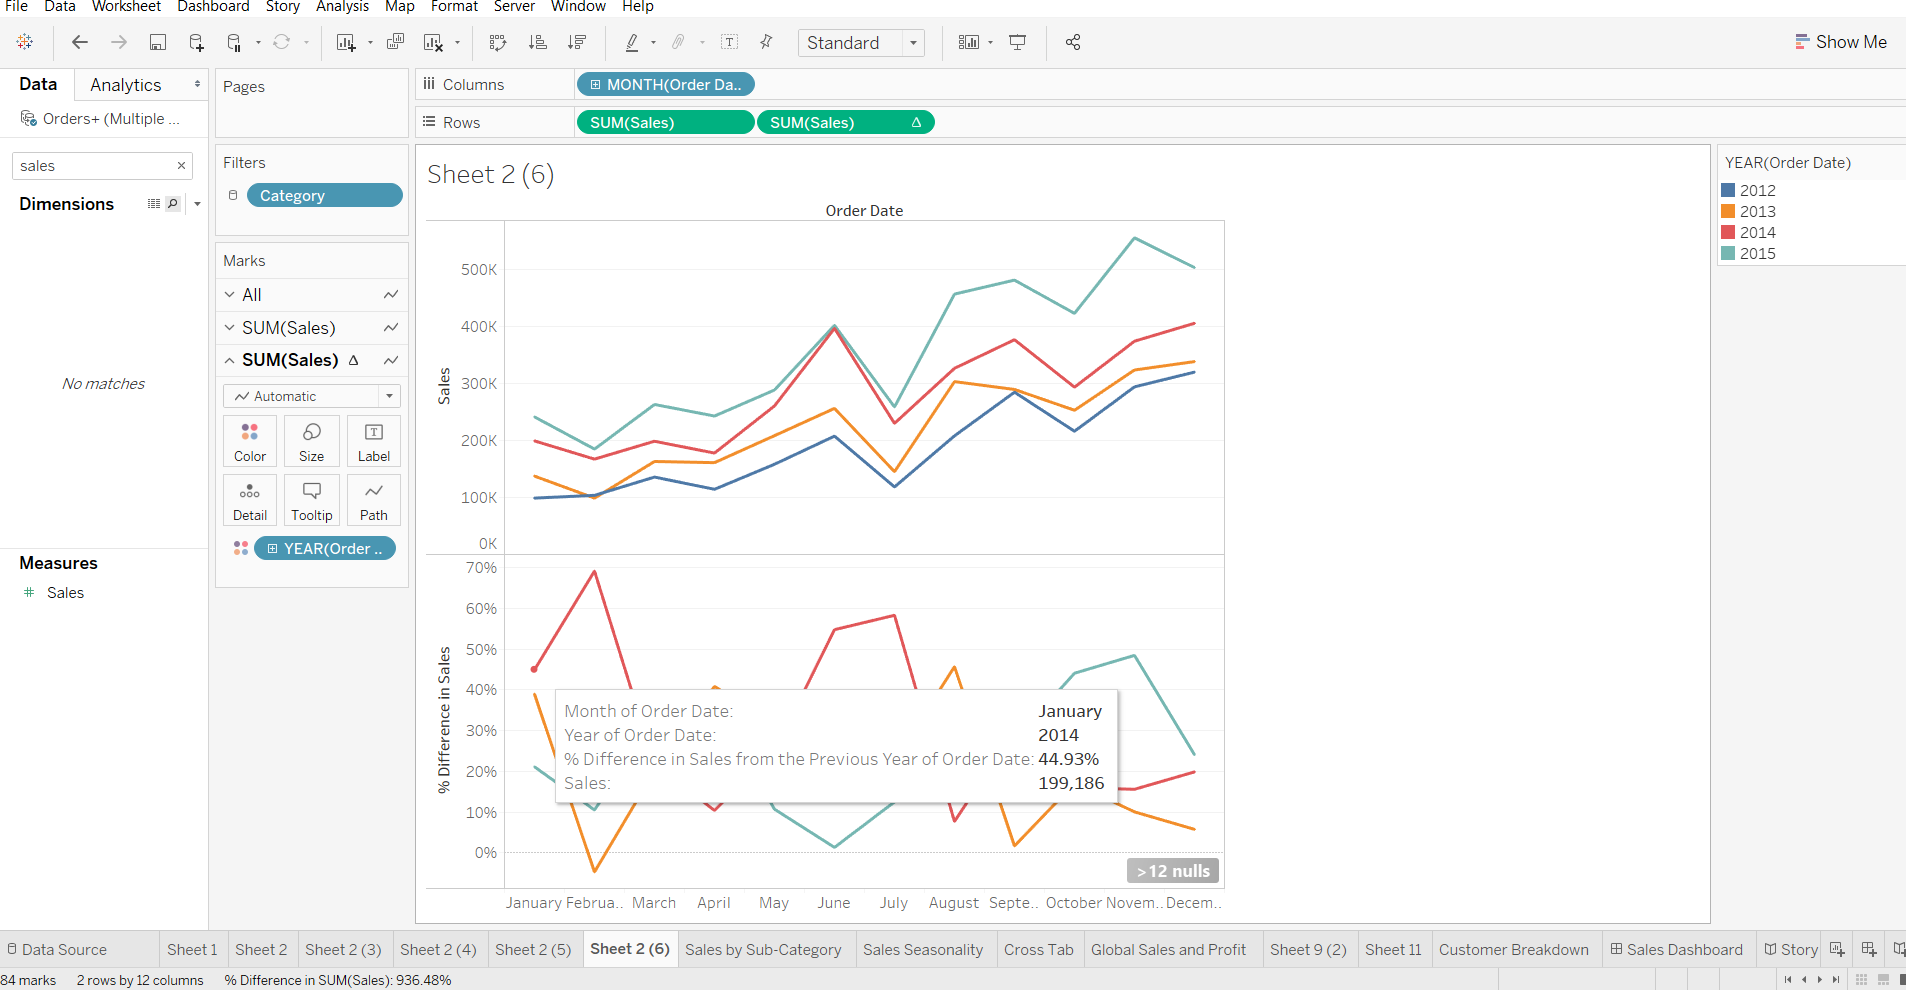 File Data Worksheet Dashboard Story Analysis Map Format Server Window Help
Standard
Show Me
Data Analytics
Pages
Columns
MONTH(Order Da..
Orders+ (Multiple ...
Rows
SUM(Sales)
SUM(Sales) Δ
sales
Filters
Category
Dimensions
No matches
Measures
Sales
Marks
All
SUM(Sales)
SUM(Sales) Δ
Automatic
Color Size Label
Detail Tooltip Path
YEAR(Order ..
Sheet 2 (6)
Order Date
Sales
500K
400K
300K
200K
100K
0K
% Difference in Sales
70%
60%
50%
40%
30%
20%
10%
0%
Month of Order Date: January
Year of Order Date: 2014
% Difference in Sales from the Previous Year of Order Date: 44.93%
Sales: 199,186
>12 nulls
January Februa.. March April May June July August Septe.. October Novem.. Decem..
YEAR(Order Date)
2012
2013
2014
2015
Data Source Sheet 1 Sheet 2 Sheet 2 (3) Sheet 2 (4) Sheet 2 (5) Sheet 2 (6) Sales by Sub-Category Sales Seasonality Cross Tab Global Sales and Profit Sheet 9 (2) Sheet 11 Customer Breakdown Sales Dashboard Story
84 marks 2 rows by 12 columns % Difference in SUM(Sales): 936.48%